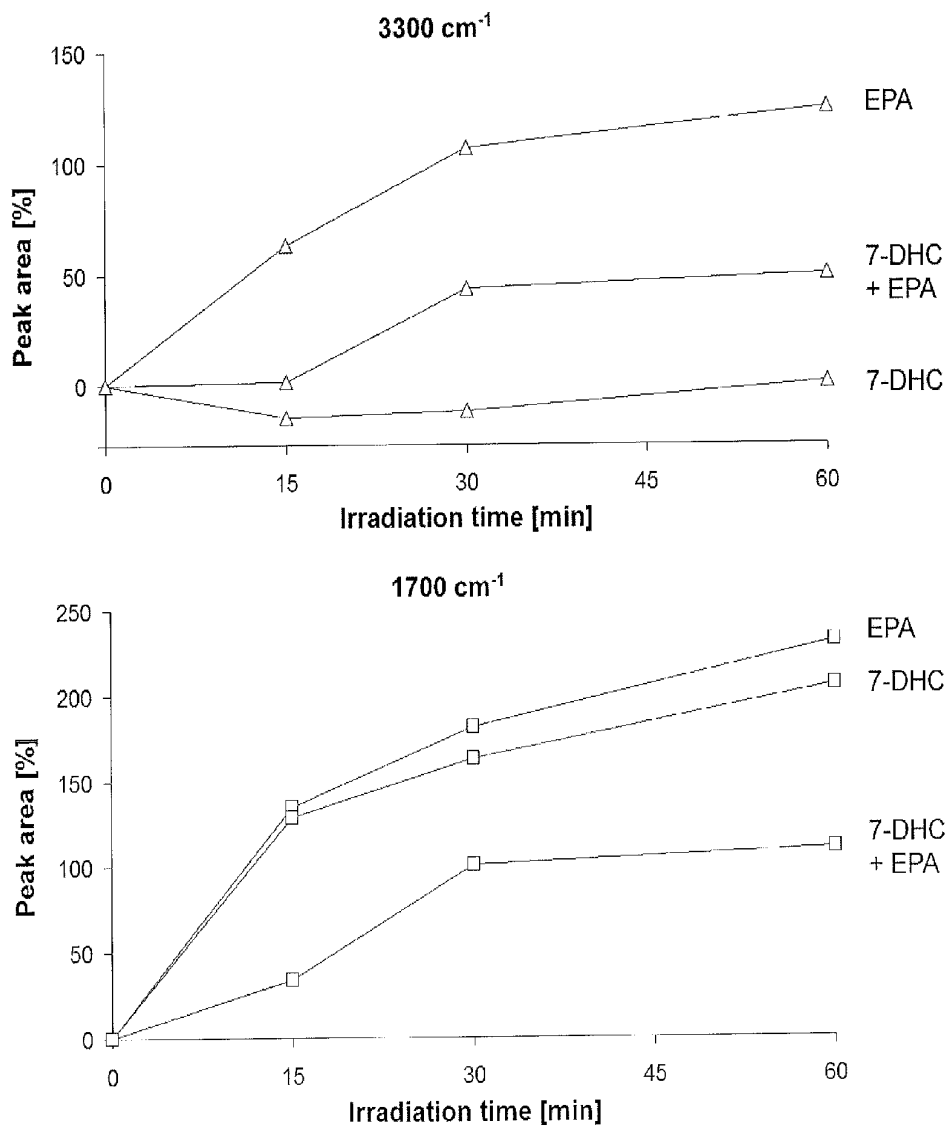 3300 cm-1
150
100
50
0
Peak area [%]
EPA
7-DHC
+ EPA
7-DHC
0 15 30 45 60
Irradiation time [min]
1700 cm-1
250
200
150
100
50
0
Peak area [%]
EPA
7-DHC
7-DHC
+ EPA
0 15 30 45 60
Irradiation time [min]